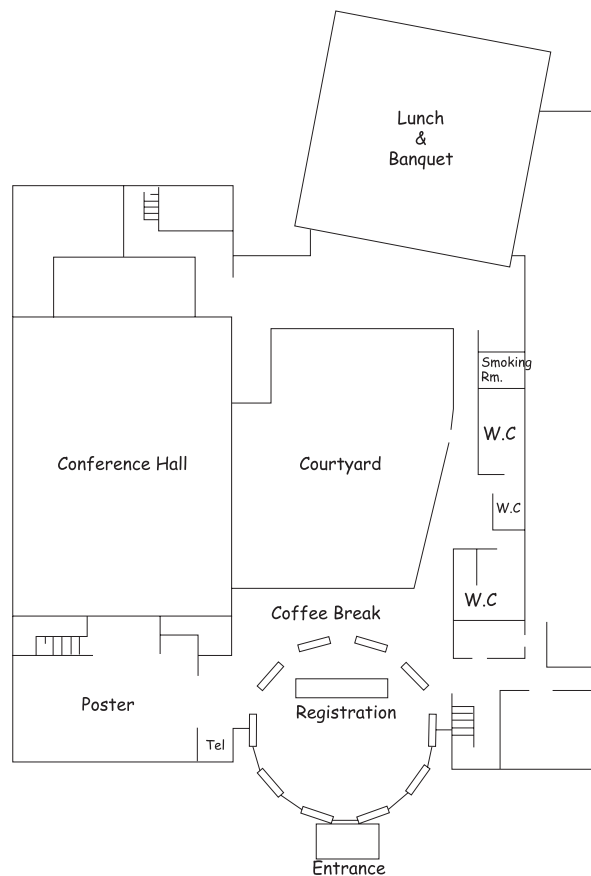 Lunch
&
Banquet
Smoking
Rm.
W.C
Conference Hall
Courtyard
W.C
W.C
Coffee Break
Poster
Registration
Tel
Entrance